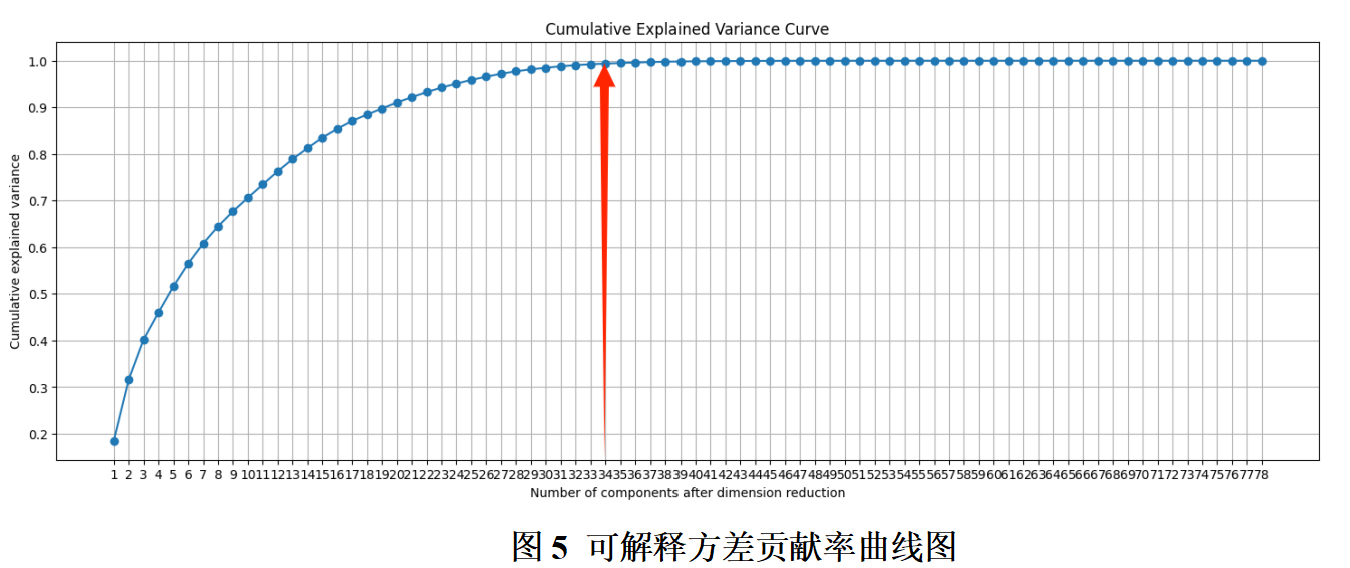 Cumulative Explained Variance Curve
Cumulative explained variance
1.0
0.9
0.8
0.7
0.6
0.5
0.4
0.3
0.2
1 2 3 4 5 6 7 8 9 10 11 12 13 14 15 16 17 18 19 20 21 22 23 24 25 26 27 28 29 30 31 32 33 34 35 36 37 38 39 40 41 42 43 44 45 46 47 48 49 50 51 52 53 54 55 56 57 58 59 60 61 62 63 64 65 66 67 68 69 70 71 72 73 74 75 76 77 78
Number of components after dimension reduction
图 5 可解释方差贡献率曲线图